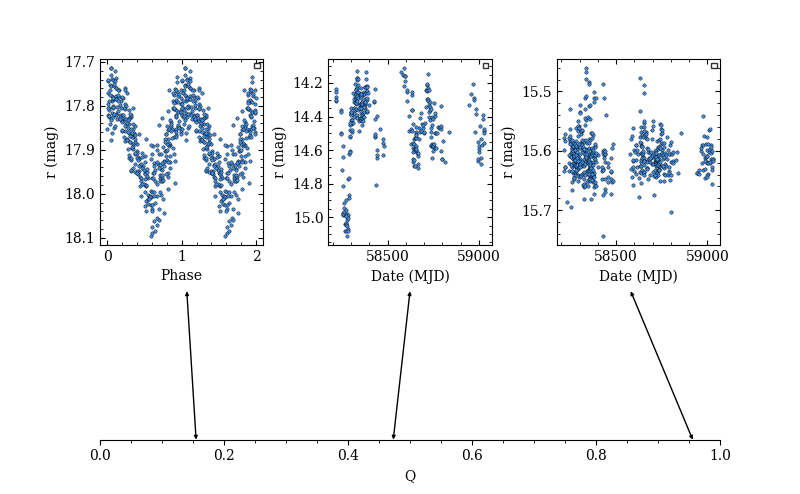 17.7
17.8
17.9
18.0
18.1
r (mag)
0 1 2
Phase
14.2
14.4
14.6
14.8
15.0
r (mag)
58500 59000
Date (MJD)
15.5
15.6
15.7
r (mag)
58500 59000
Date (MJD)
0.0 0.2 0.4 0.6 0.8 1.0
Q